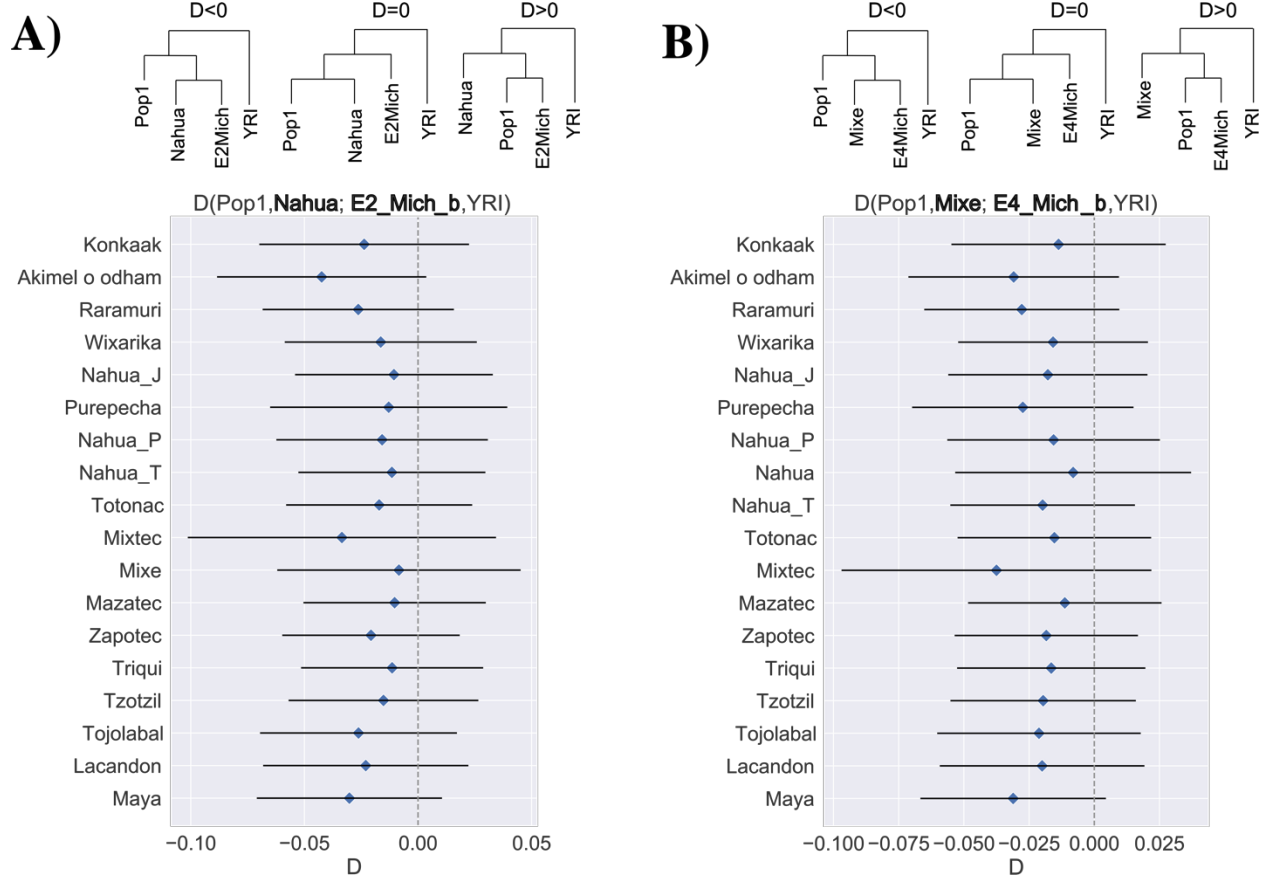 A)
D<0 D=0 D>0
Pop1 Nahua E2Mich YRI Pop1 Nahua E2Mich YRI Nahua Pop1 E2Mich YRI
D(Pop1,Nahua; E2_Mich_b,YRI)
Konkaak
Akimel o odham
Raramuri
Wixarika
Nahua_J
Purepecha
Nahua_P
Nahua_T
Totonac
Mixtec
Mixe
Mazatec
Zapotec
Triqui
Tzotzil
Tojolabal
Lacandon
Maya
−0.10 −0.05 0.00 0.05
D
B)
D<0 D=0 D>0
Pop1 Mixe E4Mich YRI Pop1 Mixe E4Mich YRI Mixe Pop1 E4Mich YRI
D(Pop1,Mixe; E4_Mich_b,YRI)
Konkaak
Akimel o odham
Raramuri
Wixarika
Nahua_J
Purepecha
Nahua_P
Nahua
Nahua_T
Totonac
Mixtec
Mazatec
Zapotec
Triqui
Tzotzil
Tojolabal
Lacandon
Maya
−0.100 −0.075 −0.050 −0.025 0.000 0.025
D